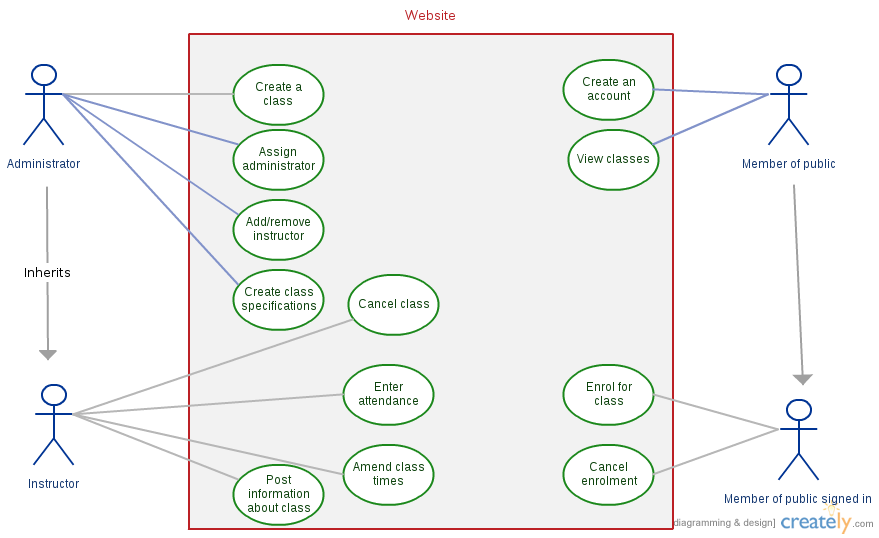 Website
Create a
class
Create an
account
Assign
administrator
View classes
Administrator
Member of public
Add/remove
instructor
Inherits
Create class
specifications
Cancel class
Enter
attendance
Enrol for
class
Amend class
times
Cancel
enrolment
Instructor
Post
information
about class
Member of public signed in
diagramming & design]
creately.com